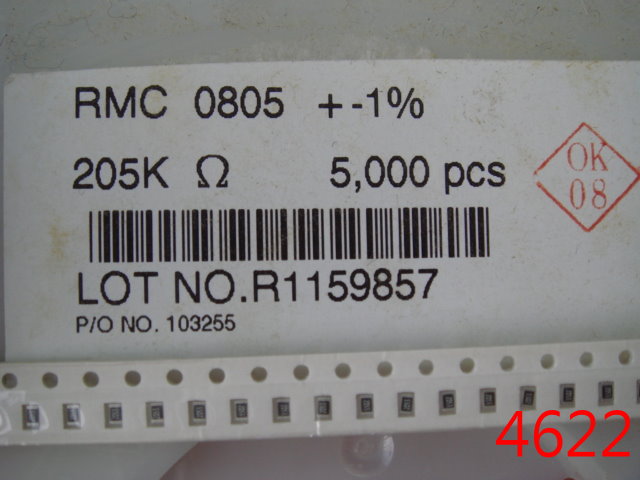 RMC 0805 +-1%
205K Ω 5,000 pcs
OK
08
LOT NO.R1159857
P/O NO. 103255
4622